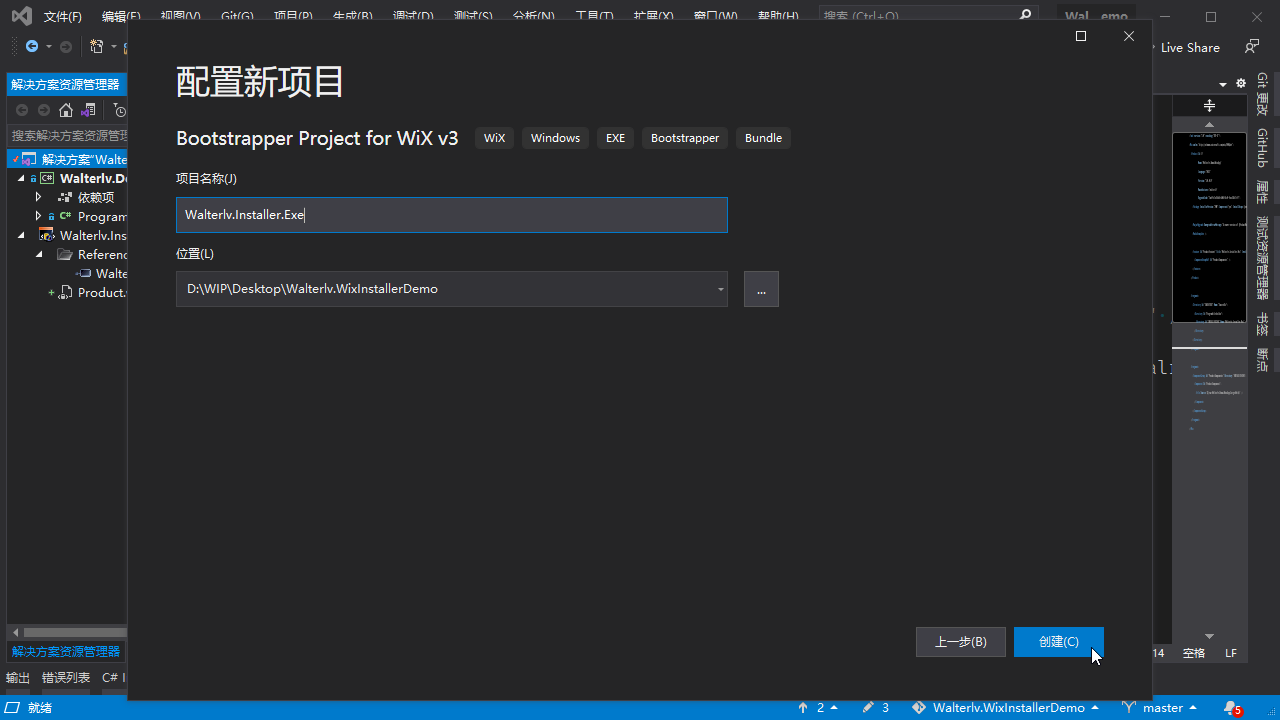 文件(F) 编辑(E) 视图(V) Git(G) 项目(P) 生成(B) 调试(D) 测试(S) 分析(N) 工具(T) 扩展(X) 窗口(W) 帮助(H) 搜索 (Ctrl+Q) Wal...emo
Live Share
解决方案资源管理器
搜索解决方案资源管理
解决方案"Walte
Walterlv.D
依赖项
Program
Walterlv.Ins
Referenc
Walte
Product.
解决方案资源管理器
输出 错误列表 C# I
配置新项目
Bootstrapper Project for WiX v3 WiX Windows EXE Bootstrapper Bundle
项目名称(J)
Walterlv.Installer.Exe
位置(L)
D:\WIP\Desktop\Walterlv.WixInstallerDemo
...
上一步(B) 创建(C)
Git 更改
GitHub
属性
测试资源管理器
书签
断点
14 空格 LF
就绪 2 3 Walterlv.WixInstallerDemo master 5